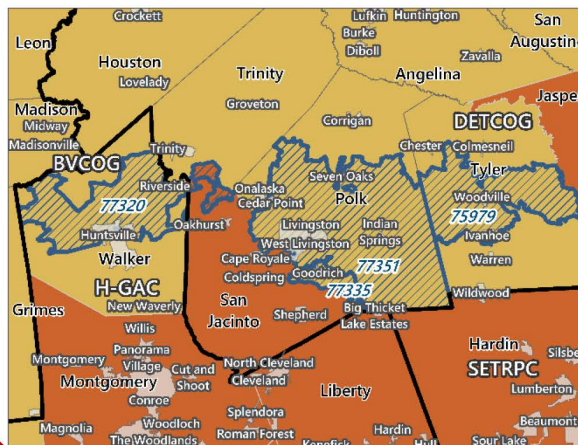 Crockett
Lufkin
Huntington
San
Augustine
Leon
Burke
Diboll
Houston
Zavalla
Trinity
Angelina
Lovelady
Jaspe
Madison
Groveton
Midway
Corrigan
DETCOG
Madisonville
Trinity
Chester
Colmesneil
BVCOG
Tyler
Riverside
Seven Oaks
Onalaska
Polk
Woodville
77320
Cedar Point
75979
Oakhurst
Livingston
Indian
Springs
Huntsville
West Livingston
Ivanhoe
Walker
Cape Royale
77351
Warren
Coldspring
Goodrich
H-GAC
77335
Wildwood
Grimes
New Waverly
San
Jacinto
Big Thicket
Lake Estates
Shepherd
Willis
Hardin
Panorama
Village
Silsbe
Montgomery
Cut and
Shoot
North Cleveland
SETRPC
Montgomery
Cleveland
Liberty
Lumberton
Conroe
Splendora
Beaumont
Magnolia
Woodloch
Roman Forest
Hardin
The Woodlands
Kenefick
Hull
Sour Lake